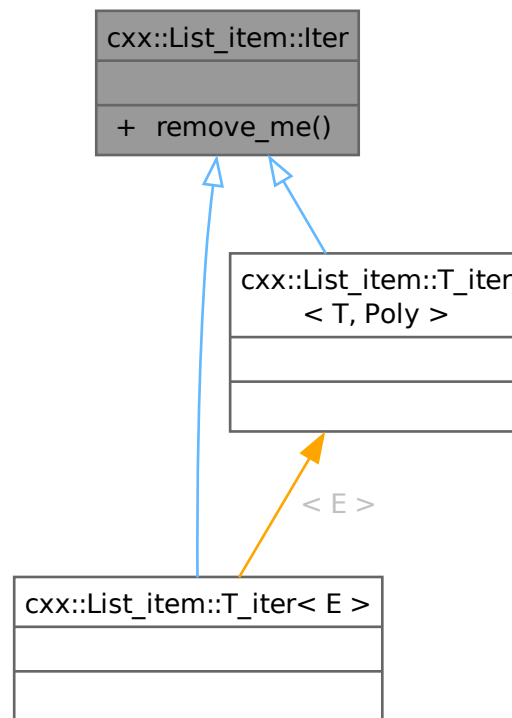 cxx::List_item::Iter
+ remove_me()
cxx::List_item::T_iter
< T, Poly >
< E >
cxx::List_item::T_iter< E >